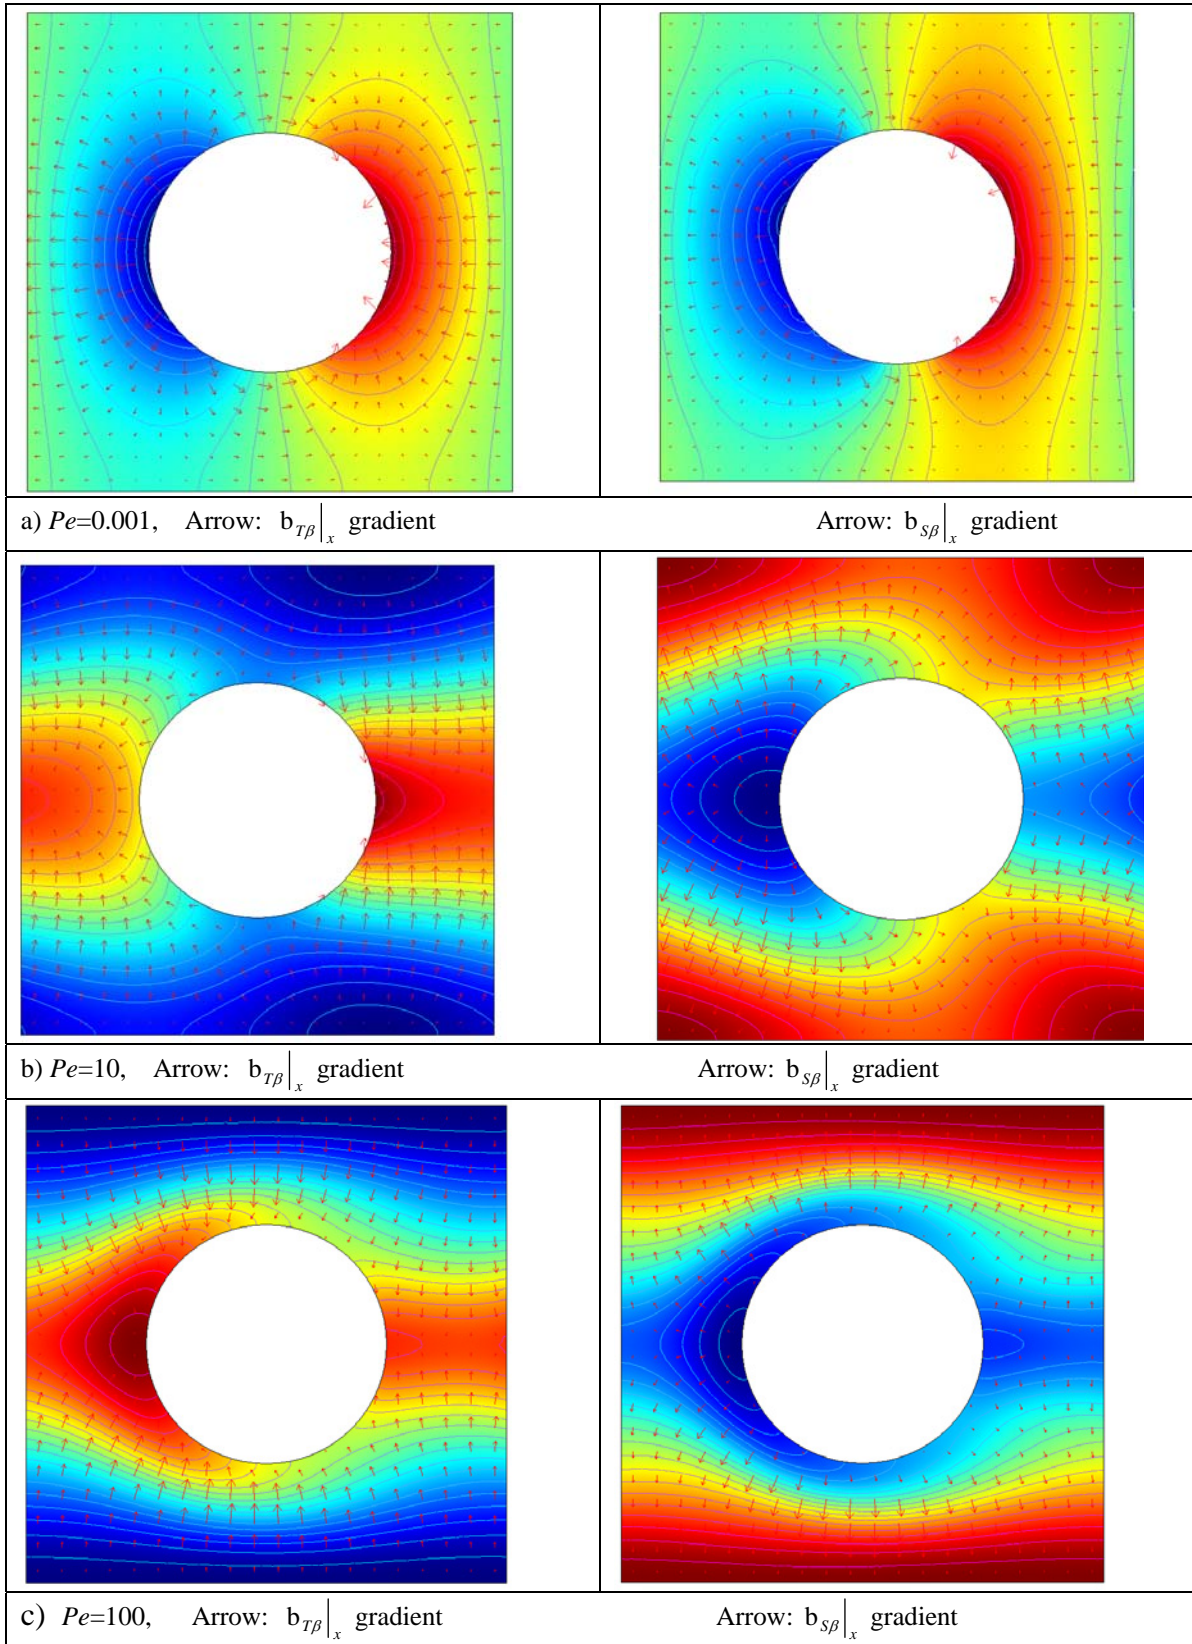 a) Pe=0.001, Arrow: b_{Tβ}|_x gradient Arrow: b_{Sβ}|_x gradient
b) Pe=10, Arrow: b_{Tβ}|_x gradient Arrow: b_{Sβ}|_x gradient
c) Pe=100, Arrow: b_{Tβ}|_x gradient Arrow: b_{Sβ}|_x gradient